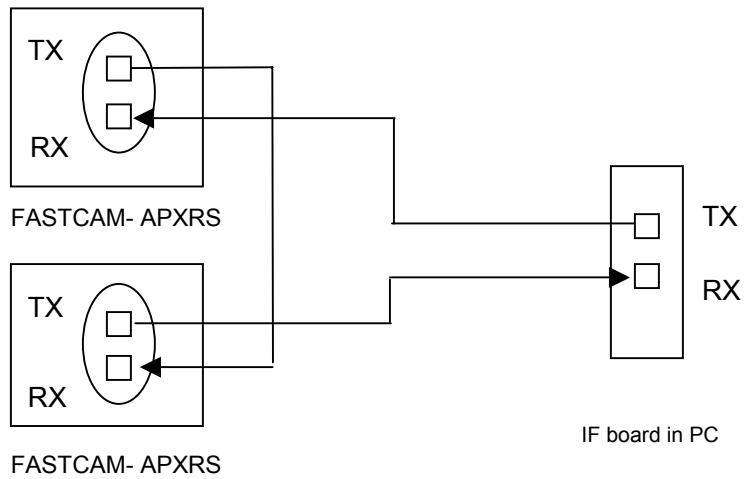 TX
RX
FASTCAM- APXRS
TX
RX
FASTCAM- APXRS
TX
RX
IF board in PC